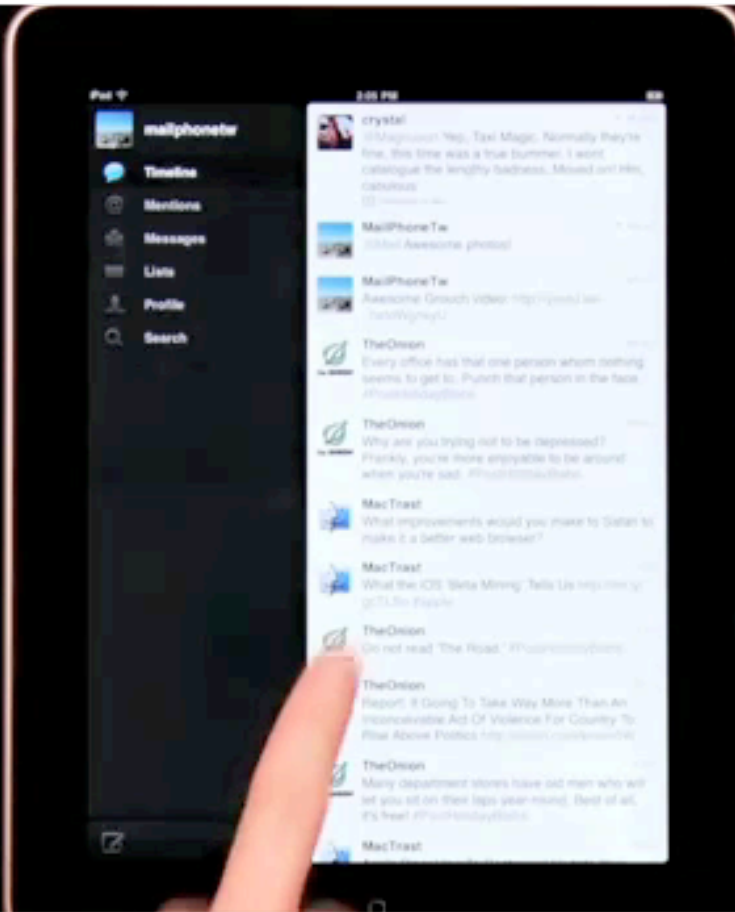 iPod
3:05 PM
mailphonetw
Timeline
Mentions
Messages
Lists
Profile
Search
crystal
@Magnuson Yep, Taxi Magic. Normally they're
fine, this time was a true bummer. I wont
catalogue the lengthy badness. Moved on! Hm,
cabulous
MailPhoneTw
Awesome photos!
MailPhoneTw
Awesome Grouch video:
TheOnion
Every office has that one person whom nothing
seems to get to. Punch that person in the face.
TheOnion
Why are you trying not to be depressed?
Frankly, you're more enjoyable to be around
when you're sad.
MacTrast
What improvements would you make to Safari to
make it a better web browser?
MacTrast
What the iOS 'Beta Mining' Tells Us
TheOnion
Do not read 'The Road.'
TheOnion
Report: It Going To Take Way More Than An
Inconceivable Act Of Violence For Country To
Rise Above Politics
TheOnion
Many department stores have old men who will
let you sit on their laps year-round. Best of all,
it's free!
MacTrast